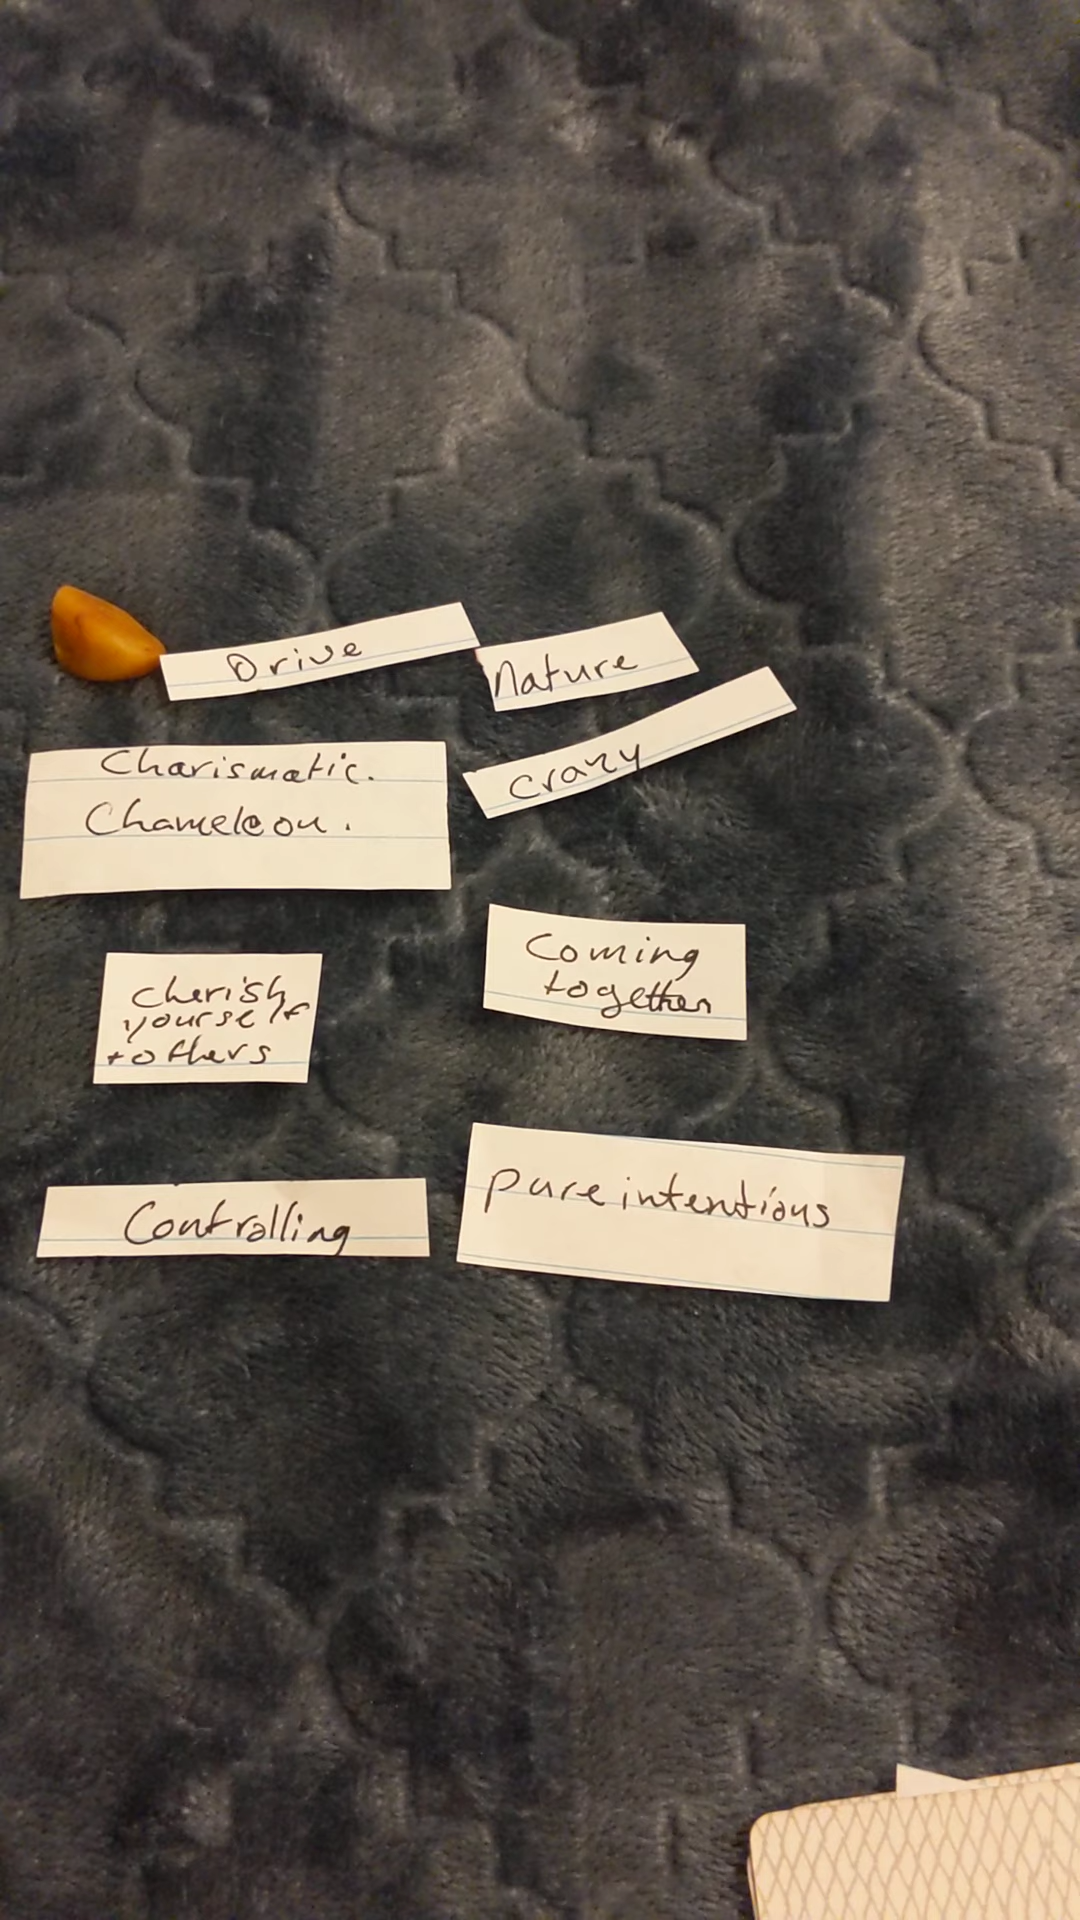 Drive
Nature
Charismatic.
Chameleon.
crazy
Cherish
yourself
+ others
Coming
together
Controlling
pure intentions